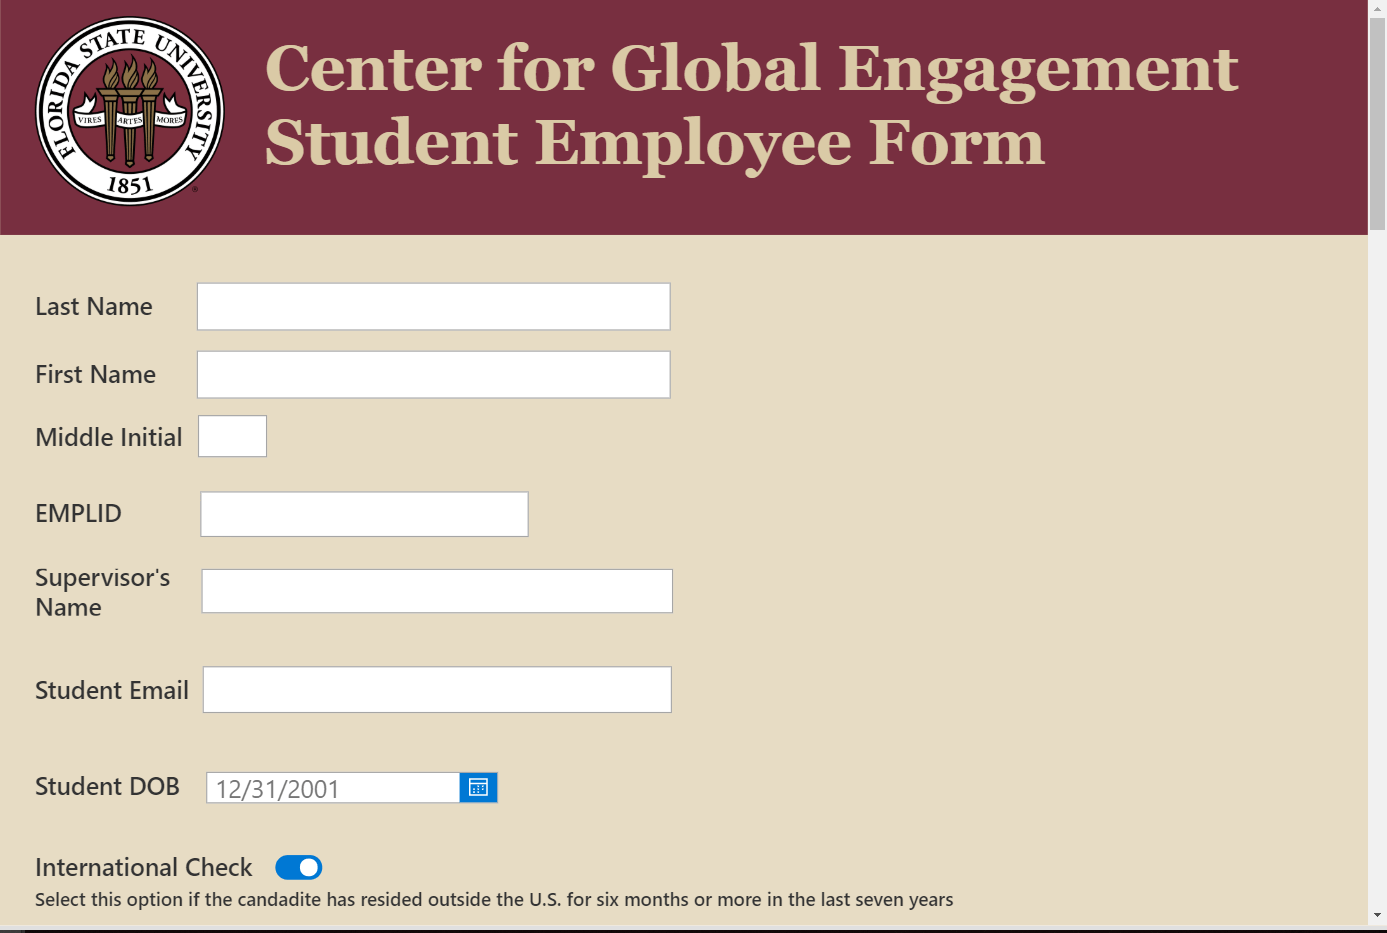 FLORIDA STATE UNIVERSITY
VIRES ARTES MORES
1851
Center for Global Engagement
Student Employee Form
Last Name
First Name
Middle Initial
EMPLID
Supervisor's
Name
Student Email
Student DOB
12/31/2001
International Check
Select this option if the candadite has resided outside the U.S. for six months or more in the last seven years